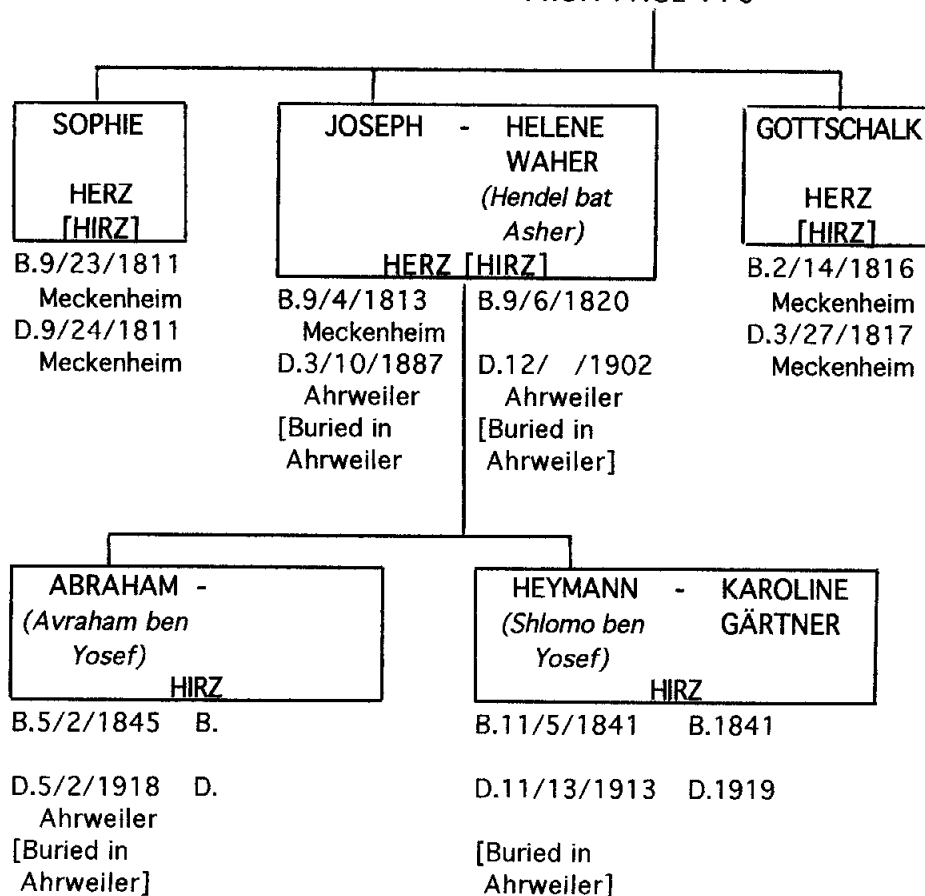 SOPHIE
HERZ
[HIRZ]
B.9/23/1811
Meckenheim
D.9/24/1811
Meckenheim
JOSEPH - HELENE
WAHER
(Hendel bat
Asher)
HERZ [HIRZ]
B.9/4/1813 B.9/6/1820
Meckenheim
D.3/10/1887 D.12/ /1902
Ahrweiler Ahrweiler
[Buried in [Buried in
Ahrweiler Ahrweiler]
GOTTSCHALK
HERZ
[HIRZ]
B.2/14/1816
Meckenheim
D.3/27/1817
Meckenheim
ABRAHAM -
(Avraham ben
Yosef)
HIRZ
B.5/2/1845 B.
D.5/2/1918 D.
Ahrweiler
[Buried in
Ahrweiler]
HEYMANN - KAROLINE
(Shlomo ben GÄRTNER
Yosef)
HIRZ
B.11/5/1841 B.1841
D.11/13/1913 D.1919
[Buried in
Ahrweiler]